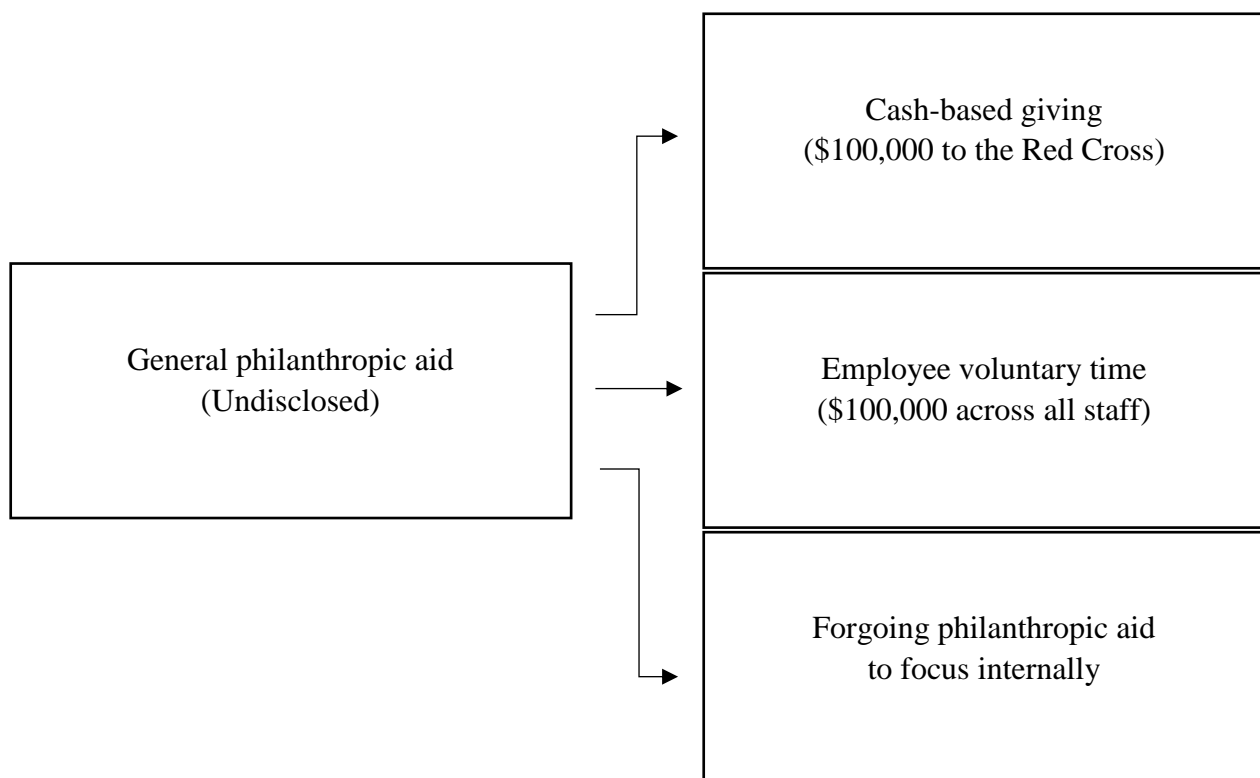 Cash-based giving
($100,000 to the Red Cross)
General philanthropic aid
(Undisclosed)
Employee voluntary time
($100,000 across all staff)
Forgoing philanthropic aid
to focus internally